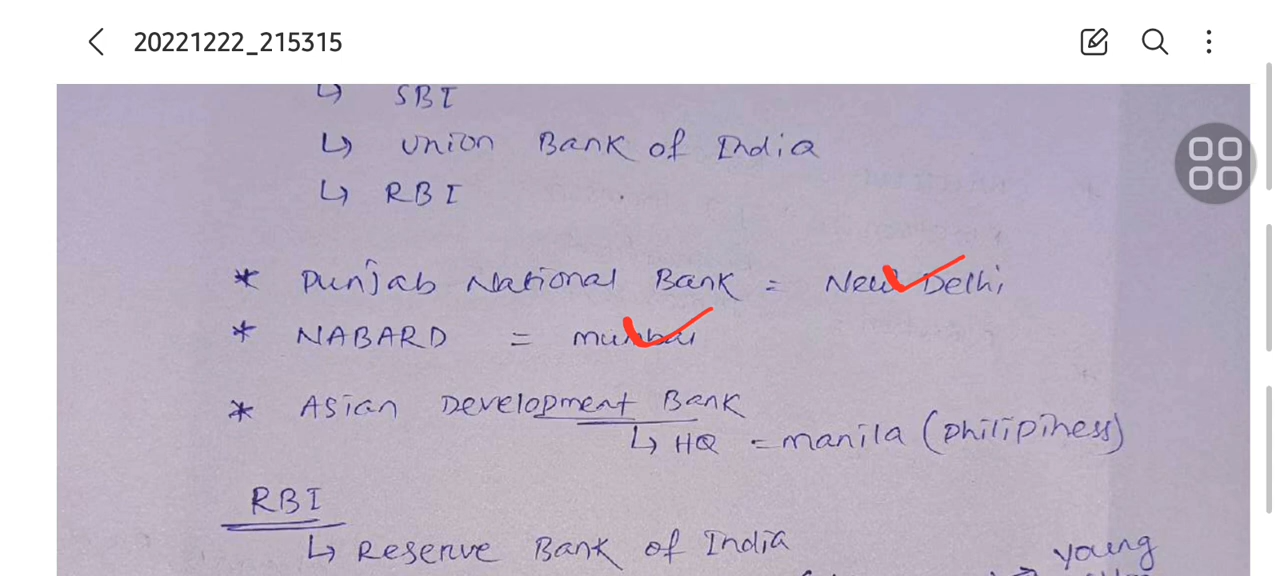 20221222_215315
↳ SBI
↳ Union Bank of India
↳ RBI
* Punjab National Bank = New Delhi
* NABARD = mumbai
* Asian Development Bank
↳ HQ = manila (philipiness)
RBI
↳ Reserve Bank of India
young